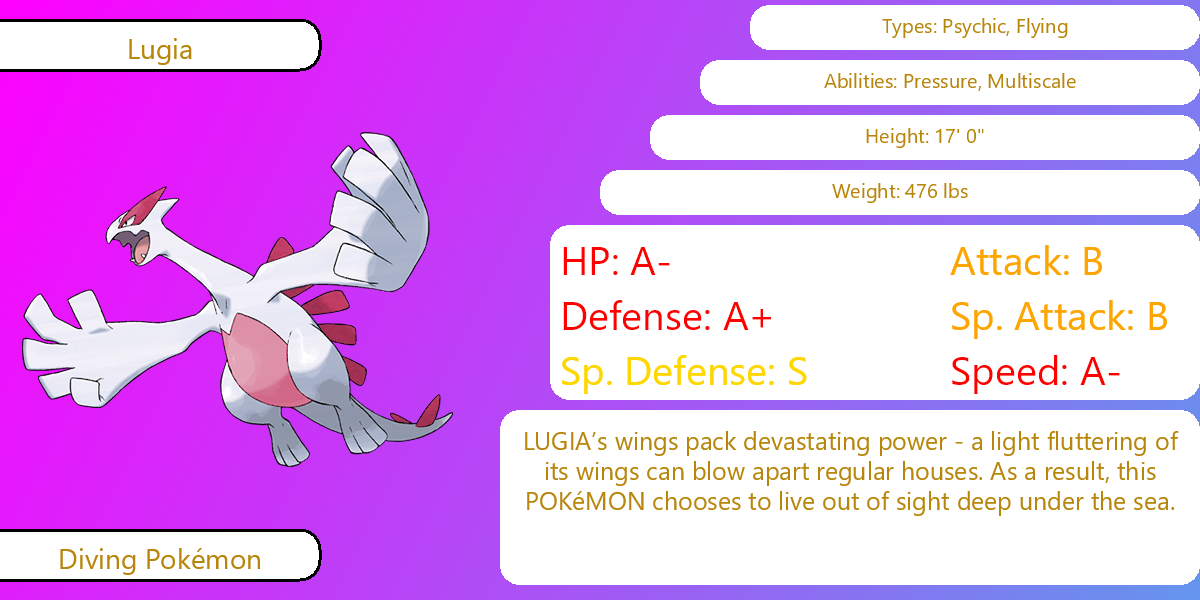 Lugia
Types: Psychic, Flying
Abilities: Pressure, Multiscale
Height: 17' 0"
Weight: 476 lbs
HP: A-
Attack: B
Defense: A+
Sp. Attack: B
Sp. Defense: S
Speed: A-
LUGIA’s wings pack devastating power - a light fluttering of
its wings can blow apart regular houses. As a result, this
POKéMON chooses to live out of sight deep under the sea.
Diving Pokémon